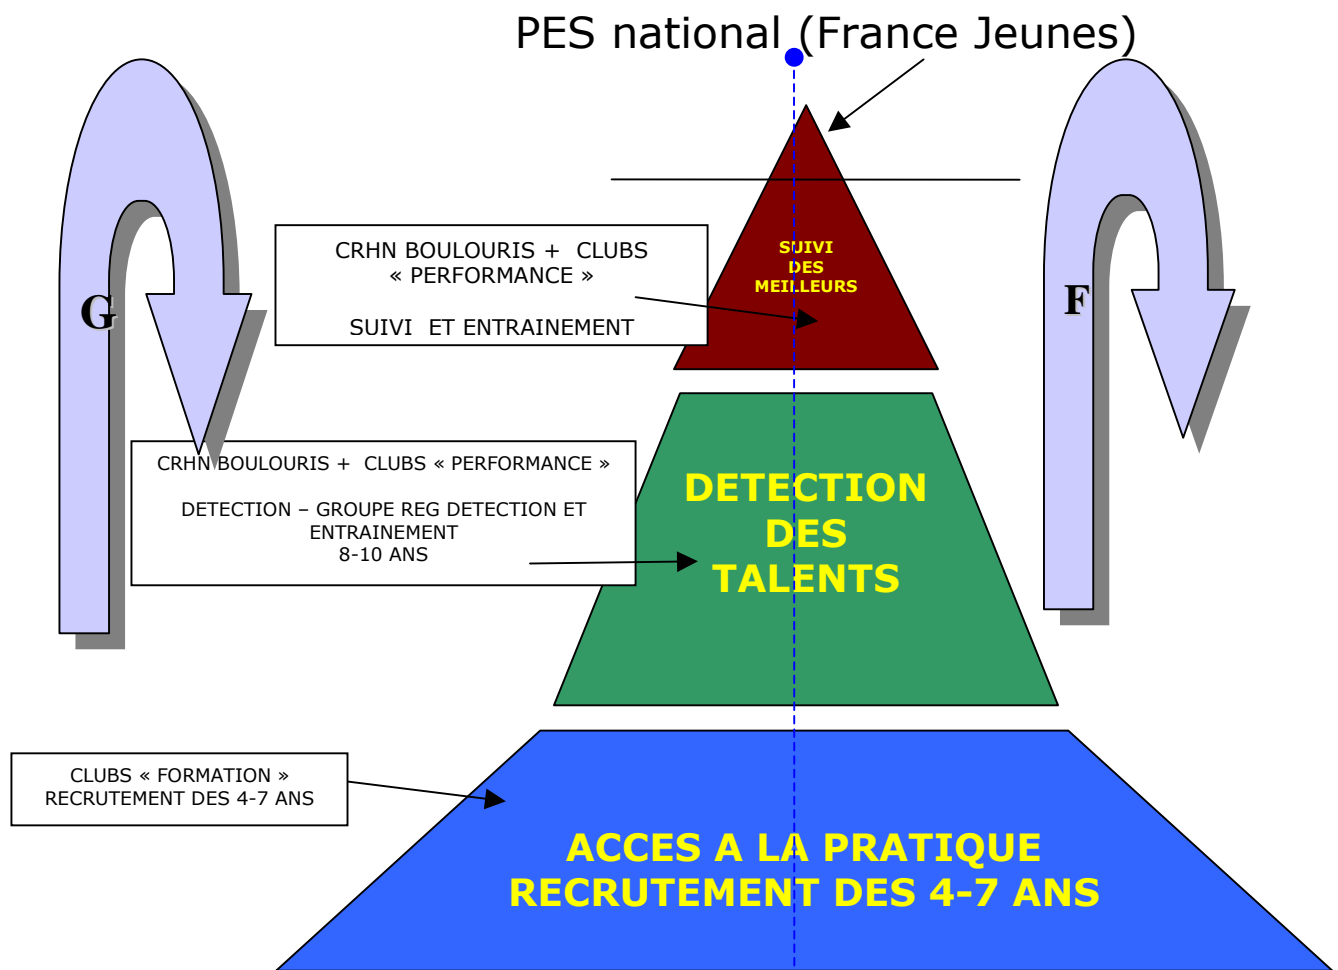 PES national (France Jeunes)
CRHN BOULOURIS + CLUBS
« PERFORMANCE »
SUIVI ET ENTRAINEMENT
SUIVI
DES
MEILLEURS
G
F
CRHN BOULOURIS + CLUBS « PERFORMANCE »
DETECTION – GROUPE REG DETECTION ET
ENTRAINEMENT
8-10 ANS
DETECTION
DES
TALENTS
CLUBS « FORMATION »
RECRUTEMENT DES 4-7 ANS
ACCES A LA PRATIQUE
RECRUTEMENT DES 4-7 ANS